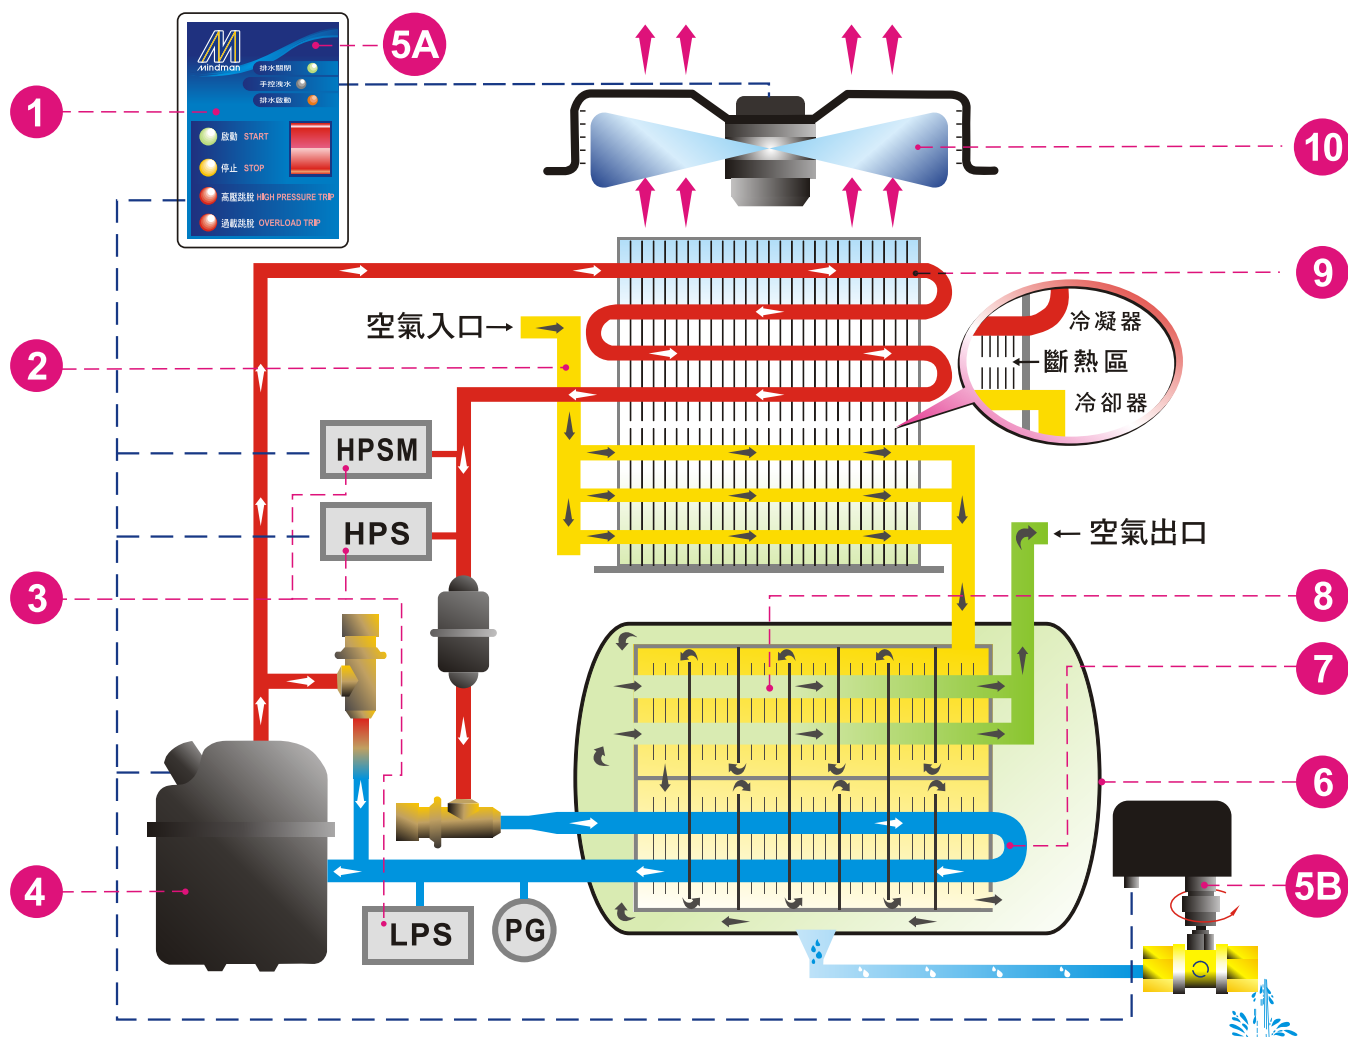 Mindman
排水關閉
手控洩水
排水啟動
啟動 START
停止 STOP
高壓跳脫 HIGH PRESSURE TRIP
過載跳脫 OVERLOAD TRIP
5A
1
10
9
空氣入口
冷凝器
斷熱區
冷卻器
2
HPSM
HPS
空氣出口
3
8
7
6
4
5B
LPS
PG